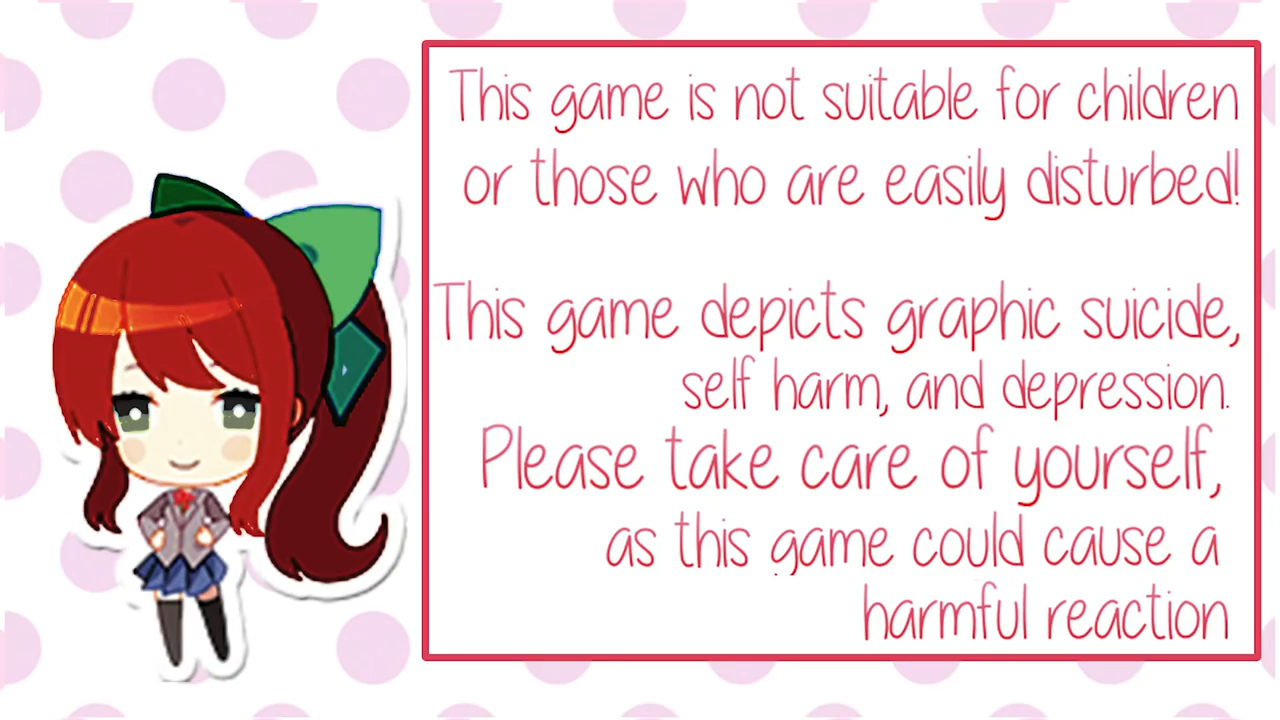 This game is not suitable for children
or those who are easily disturbed!
This game depicts graphic suicide,
self harm, and depression.
Please take care of yourself,
as this game could cause a
harmful reaction